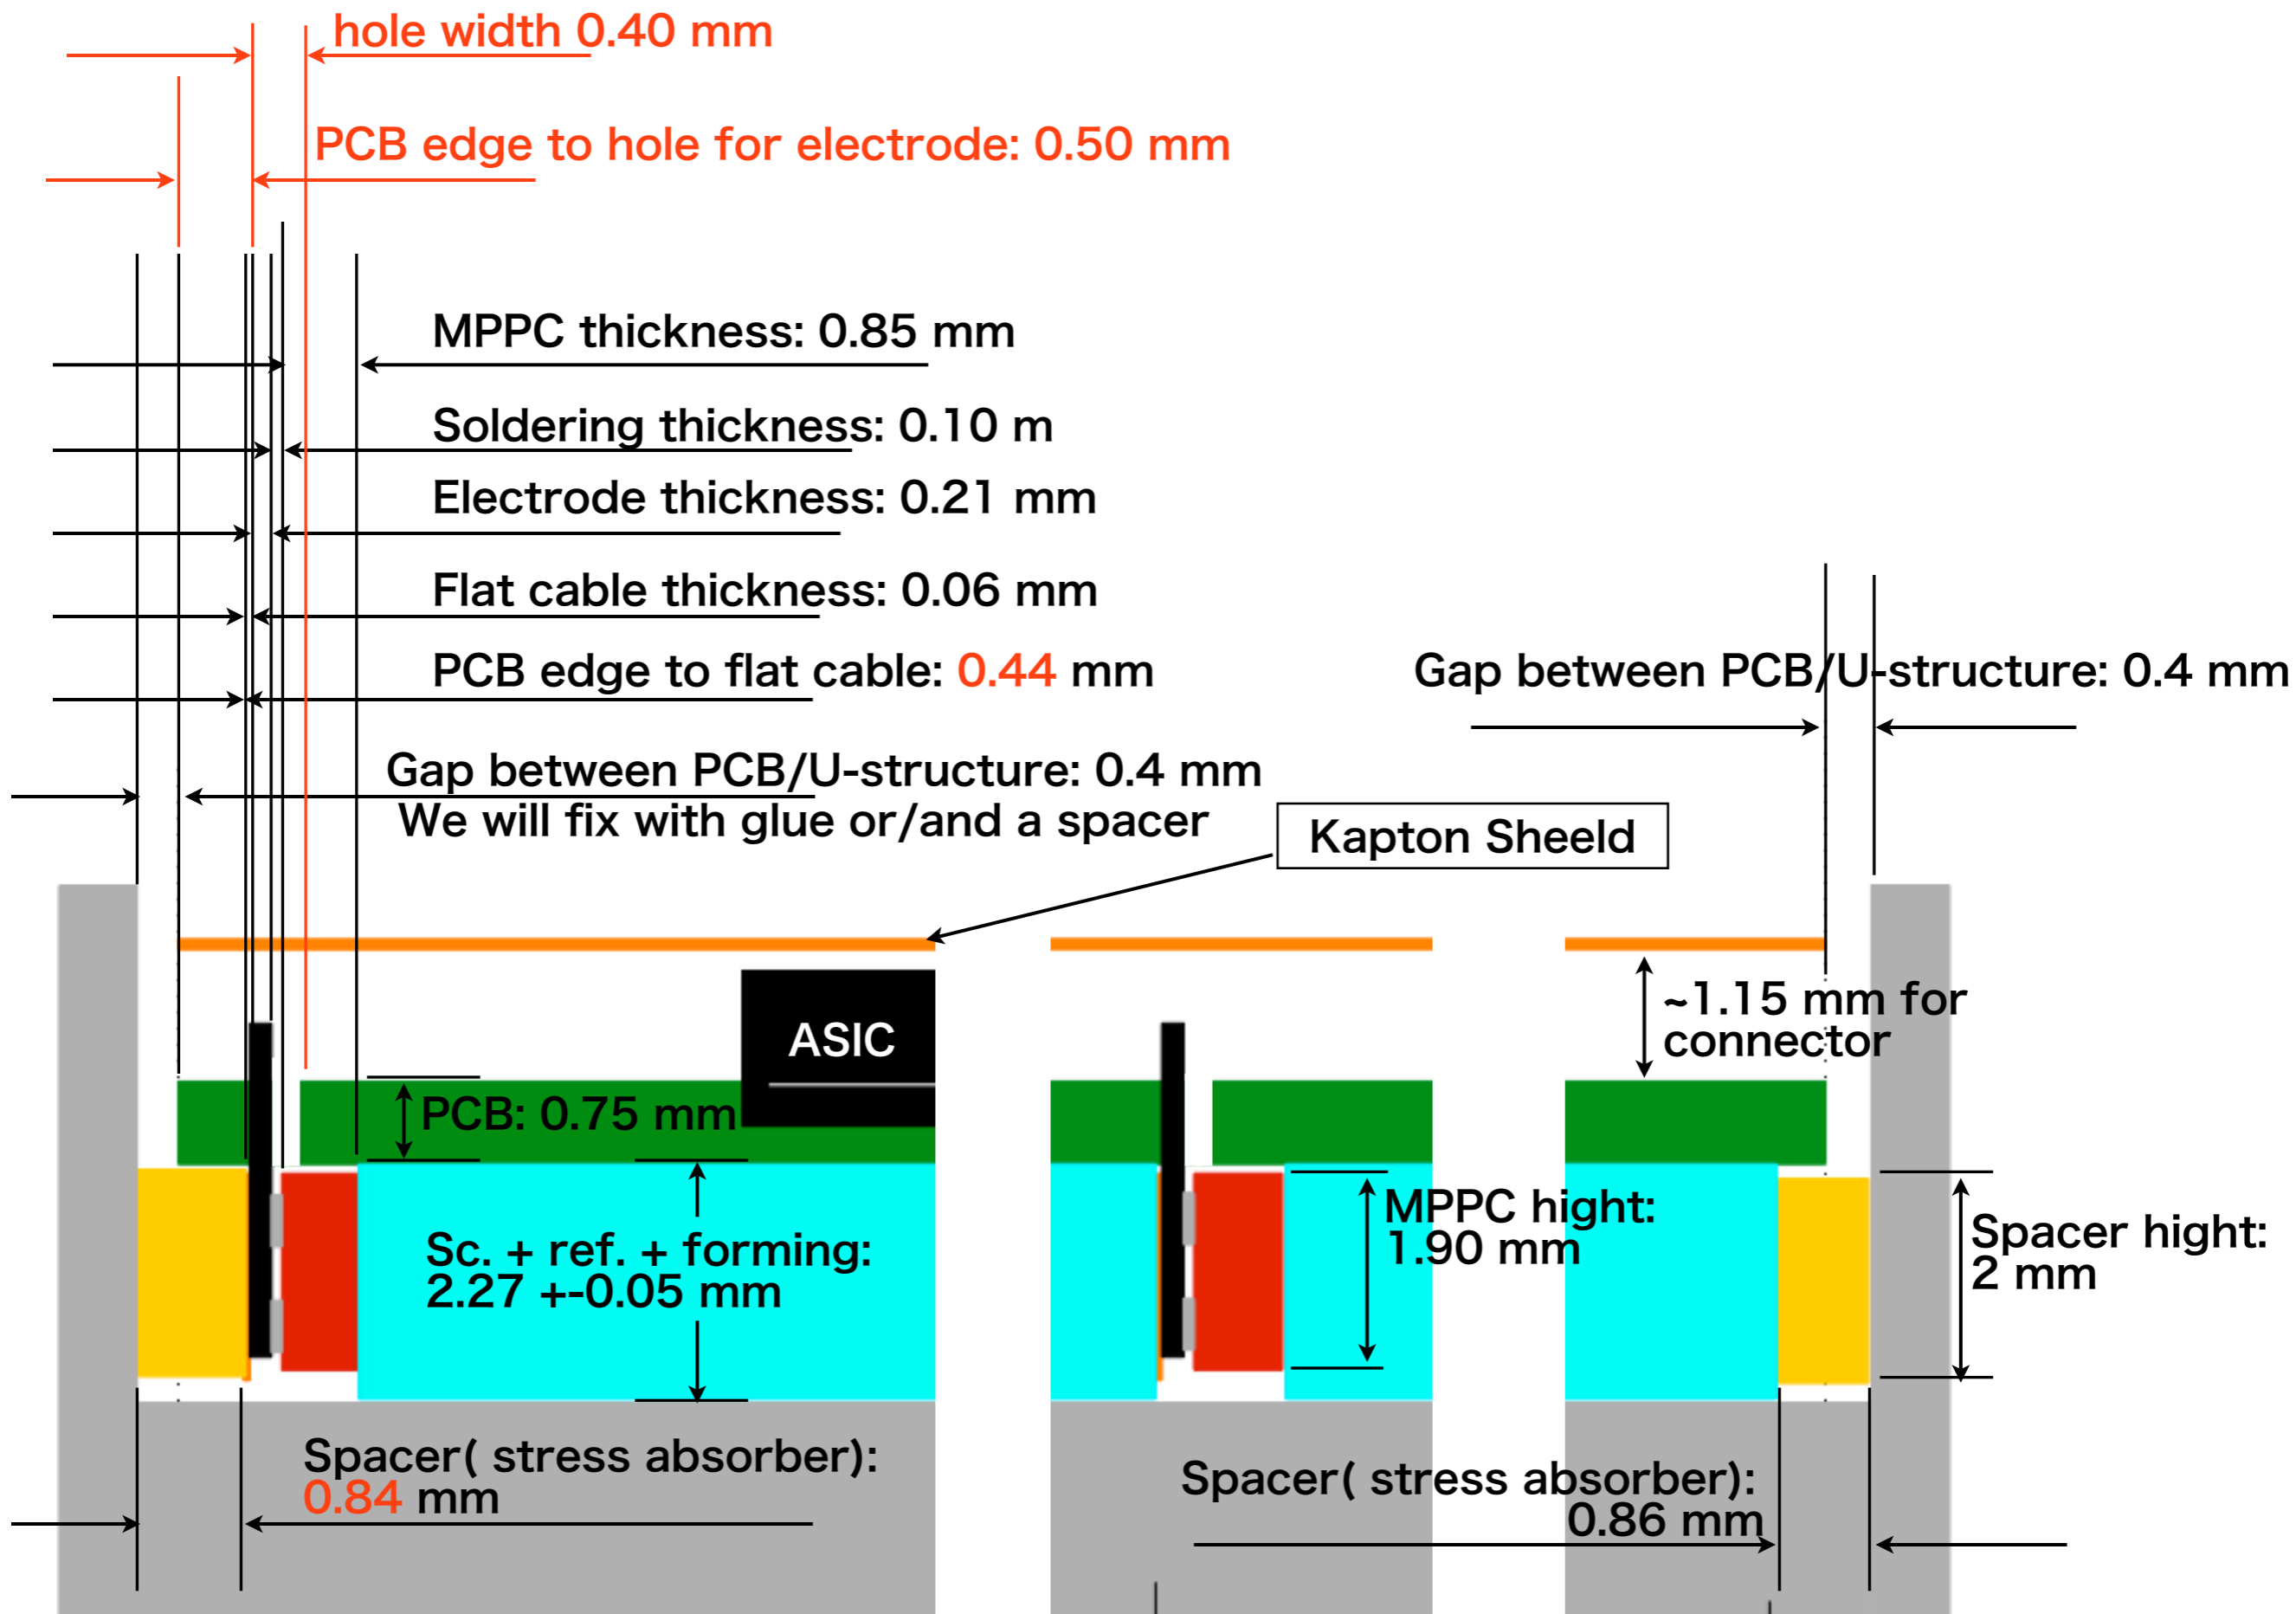 hole width 0.40 mm
PCB edge to hole for electrode: 0.50 mm
MPPC thickness: 0.85 mm
Soldering thickness: 0.10 m
Electrode thickness: 0.21 mm
Flat cable thickness: 0.06 mm
PCB edge to flat cable: 0.44 mm
Gap between PCB/U-structure: 0.4 mm
Gap between PCB/U-structure: 0.4 mm
We will fix with glue or/and a spacer
Kapton Sheeld
~1.15 mm for
connector
ASIC
PCB: 0.75 mm
MPPC hight:
1.90 mm
Spacer hight:
2 mm
Sc. + ref. + forming:
2.27 +-0.05 mm
Spacer( stress absorber):
0.84 mm
Spacer( stress absorber):
0.86 mm